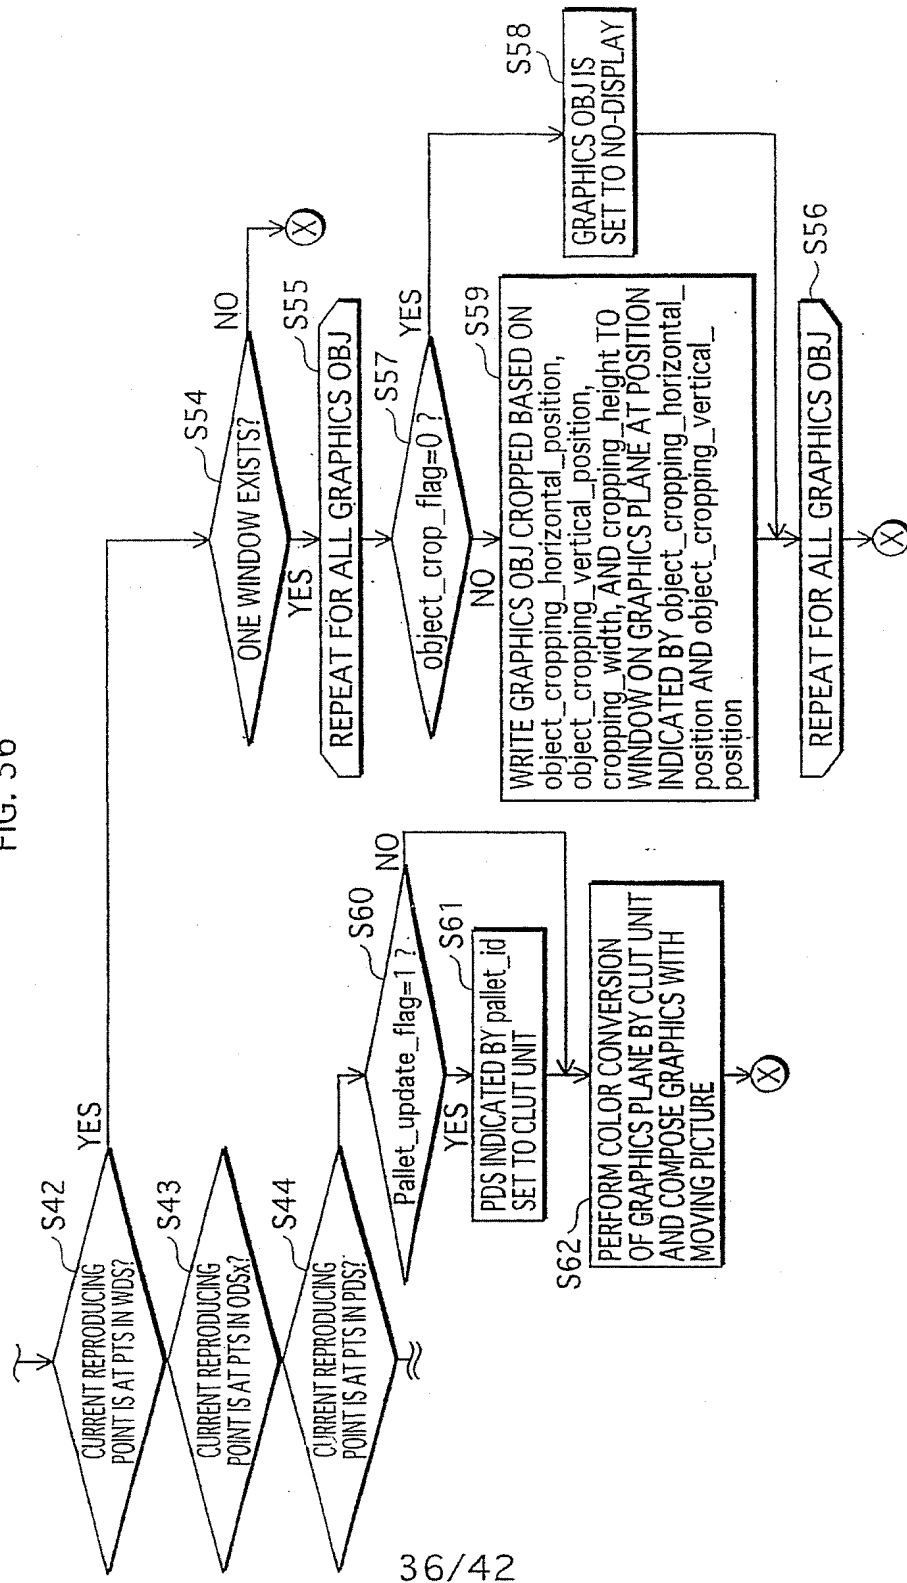 FIG. 36
CURRENT REPRODUCING
POINT IS AT PTS IN WDS?
S42
YES
CURRENT REPRODUCING
POINT IS AT PTS IN ODSx?
S43
CURRENT REPRODUCING
POINT IS AT PTS IN PDS?
S44
ONE WINDOW EXISTS?
S54
NO
X
YES
S55
REPEAT FOR ALL GRAPHICS OBJ
object_crop_flag=0 ?
S57
YES
NO
S58
GRAPHICS OBJ IS
SET TO NO-DISPLAY
S59
WRITE GRAPHICS OBJ CROPPED BASED ON
object_cropping_horizontal_position,
object_cropping_vertical_position,
cropping_width, AND cropping_height TO
WINDOW ON GRAPHICS PLANE AT POSITION
INDICATED BY object_cropping_horizontal_
position AND object_cropping_vertical_
position
S56
REPEAT FOR ALL GRAPHICS OBJ
X
Pallet_update_flag=1 ?
S60
NO
YES
S61
PDS INDICATED BY pallet_id
SET TO CLUT UNIT
S62
PERFORM COLOR CONVERSION
OF GRAPHICS PLANE BY CLUT UNIT
AND COMPOSE GRAPHICS WITH
MOVING PICTURE
X
36/42